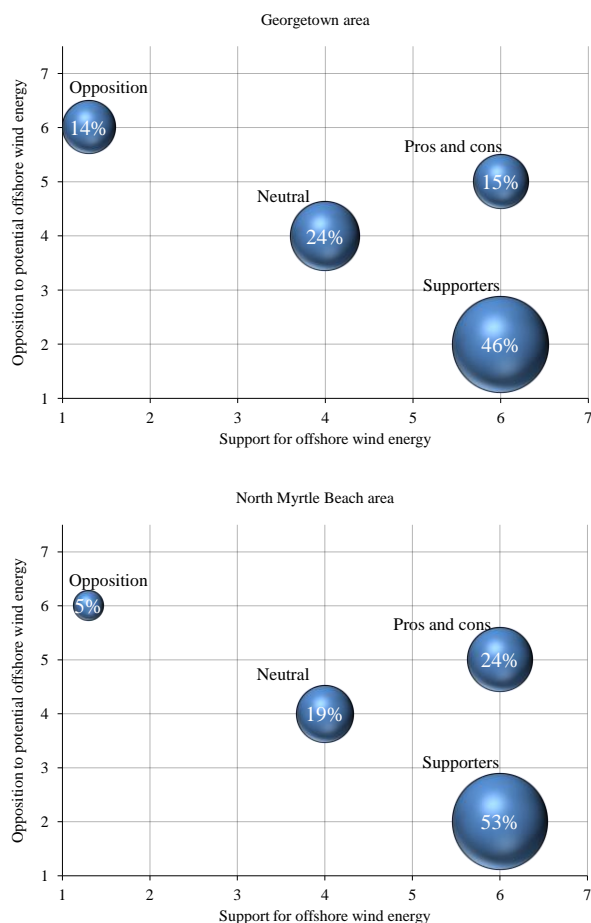 Georgetown area
Opposition to potential offshore wind energy
7
6
5
4
3
2
1
Opposition
14%
Pros and cons
15%
Neutral
24%
Supporters
46%
1 2 3 4 5 6 7
Support for offshore wind energy
North Myrtle Beach area
Opposition to potential offshore wind energy
7
6
5
4
3
2
1
Opposition
5%
Pros and cons
24%
Neutral
19%
Supporters
53%
1 2 3 4 5 6 7
Support for offshore wind energy